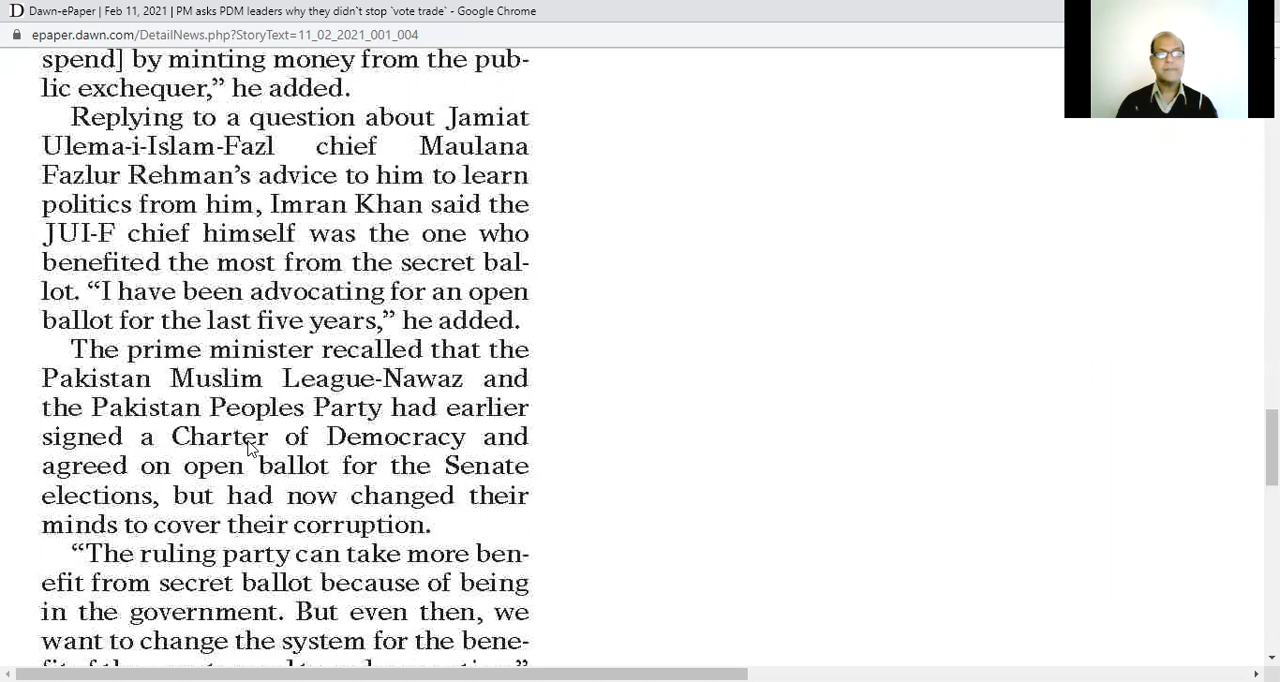 D Dawn-ePaper | Feb 11, 2021 | PM asks PDM leaders why they didn`t stop `vote trade` - Google Chrome
epaper.dawn.com/DetailNews.php?StoryText=11_02_2021_001_004
spend] by minting money from the pub-
lic exchequer,” he added.
Replying to a question about Jamiat
Ulema-i-Islam-Fazl chief Maulana
Fazlur Rehman’s advice to him to learn
politics from him, Imran Khan said the
JUI-F chief himself was the one who
benefited the most from the secret bal-
lot. “I have been advocating for an open
ballot for the last five years,” he added.
The prime minister recalled that the
Pakistan Muslim League-Nawaz and
the Pakistan Peoples Party had earlier
signed a Charter of Democracy and
agreed on open ballot for the Senate
elections, but had now changed their
minds to cover their corruption.
“The ruling party can take more ben-
efit from secret ballot because of being
in the government. But even then, we
want to change the system for the bene-